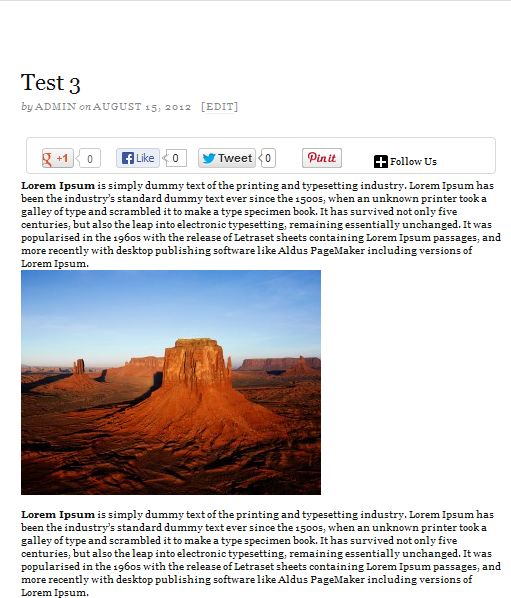 Test 3
by ADMIN on AUGUST 15, 2012 [EDIT]
g +1 0 Like 0 Tweet 0 Pin it Follow Us
Lorem Ipsum is simply dummy text of the printing and typesetting industry. Lorem Ipsum has
been the industry's standard dummy text ever since the 1500s, when an unknown printer took a
galley of type and scrambled it to make a type specimen book. It has survived not only five
centuries, but also the leap into electronic typesetting, remaining essentially unchanged. It was
popularised in the 1960s with the release of Letraset sheets containing Lorem Ipsum passages, and
more recently with desktop publishing software like Aldus PageMaker including versions of
Lorem Ipsum.
Lorem Ipsum is simply dummy text of the printing and typesetting industry. Lorem Ipsum has
been the industry's standard dummy text ever since the 1500s, when an unknown printer took a
galley of type and scrambled it to make a type specimen book. It has survived not only five
centuries, but also the leap into electronic typesetting, remaining essentially unchanged. It was
popularised in the 1960s with the release of Letraset sheets containing Lorem Ipsum passages, and
more recently with desktop publishing software like Aldus PageMaker including versions of
Lorem Ipsum.